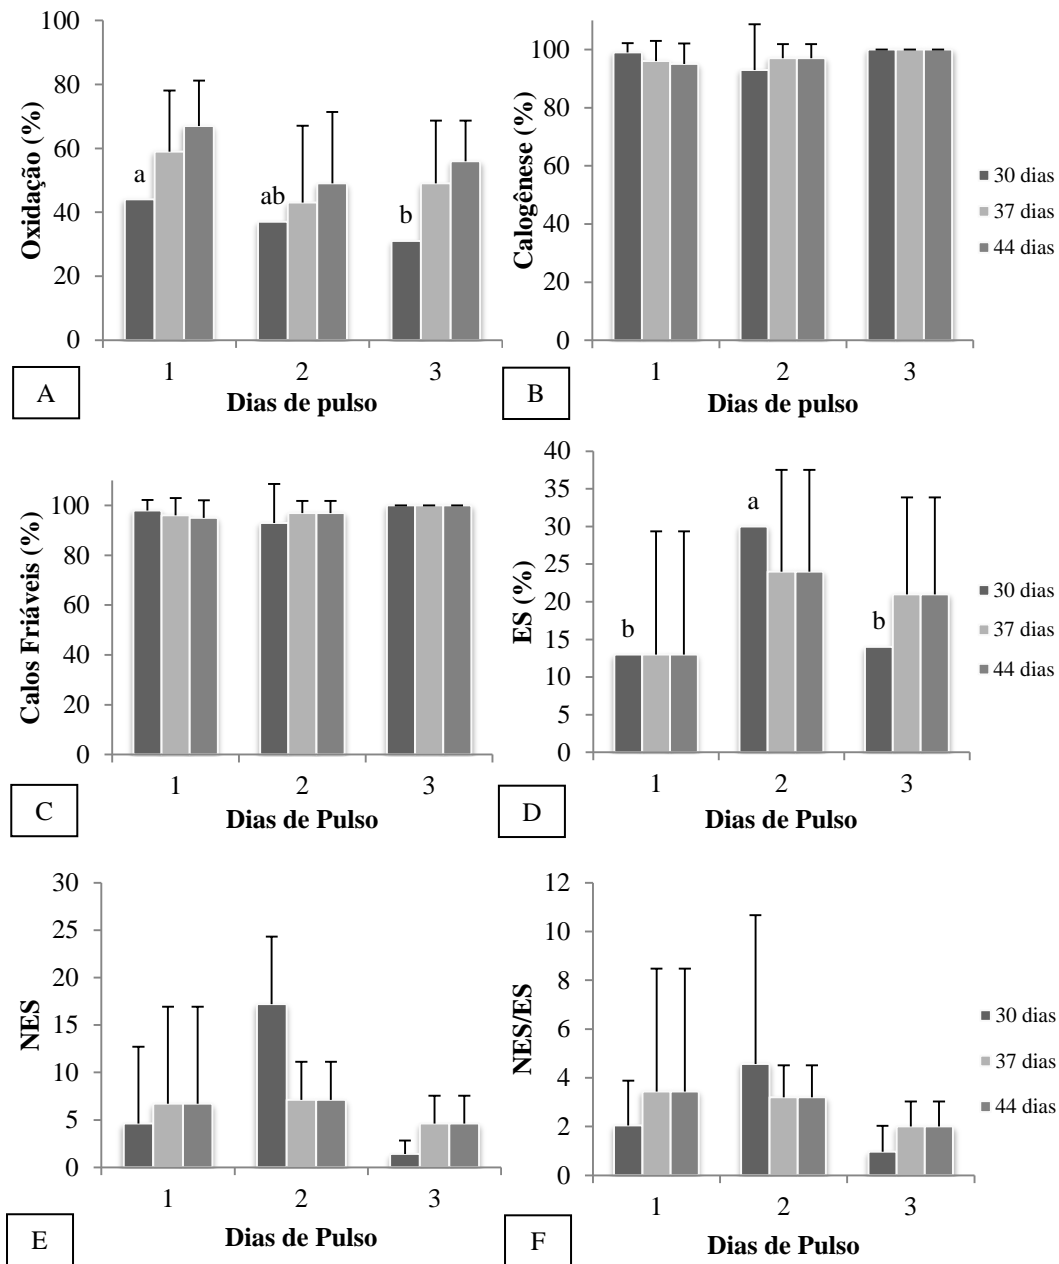 100
80
60
40
20
0
Oxidação (%)
a
ab
b
1
2
3
Dias de pulso
A
100
80
60
40
20
0
Calogênese (%)
1
2
3
Dias de pulso
B
30 dias
37 dias
44 dias
100
80
60
40
20
0
Calos Friáveis (%)
1
2
3
Dias de Pulso
C
40
35
30
25
20
15
10
5
0
ES (%)
b
a
b
1
2
3
Dias de Pulso
D
30 dias
37 dias
44 dias
30
25
20
15
10
5
0
NES
1
2
3
Dias de Pulso
E
12
10
8
6
4
2
0
NES/ES
1
2
3
Dias de Pulso
F
30 dias
37 dias
44 dias